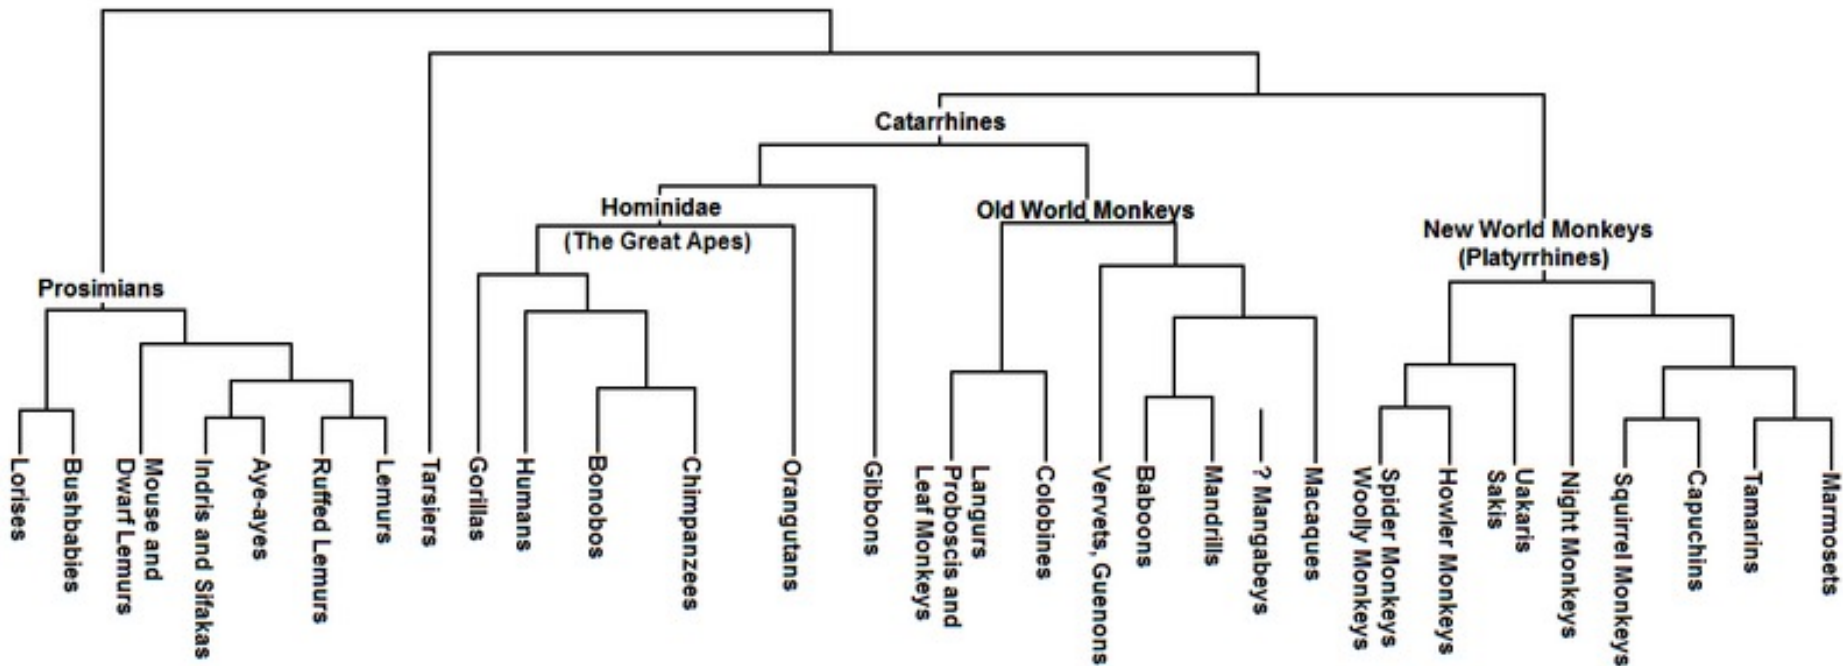 Catarrhines
Hominidae
(The Great Apes)
Old World Monkeys
New World Monkeys
(Platyrrhines)
Prosimians
Lorises
Bushbabies
Mouse and
Dwarf Lemurs
Indris and Sifakas
Aye-ayes
Ruffed Lemurs
Lemurs
Tarsiers
Gorillas
Humans
Bonobos
Chimpanzees
Orangutans
Gibbons
Langurs
Proboscis and
Leaf Monkeys
Colobines
Vervets, Guenons
Baboons
Mandrills
? Mangabeys
Macaques
Spider Monkeys
Woolly Monkeys
Howler Monkeys
Uakaris
Sakis
Night Monkeys
Squirrel Monkeys
Capuchins
Tamarins
Marmosets